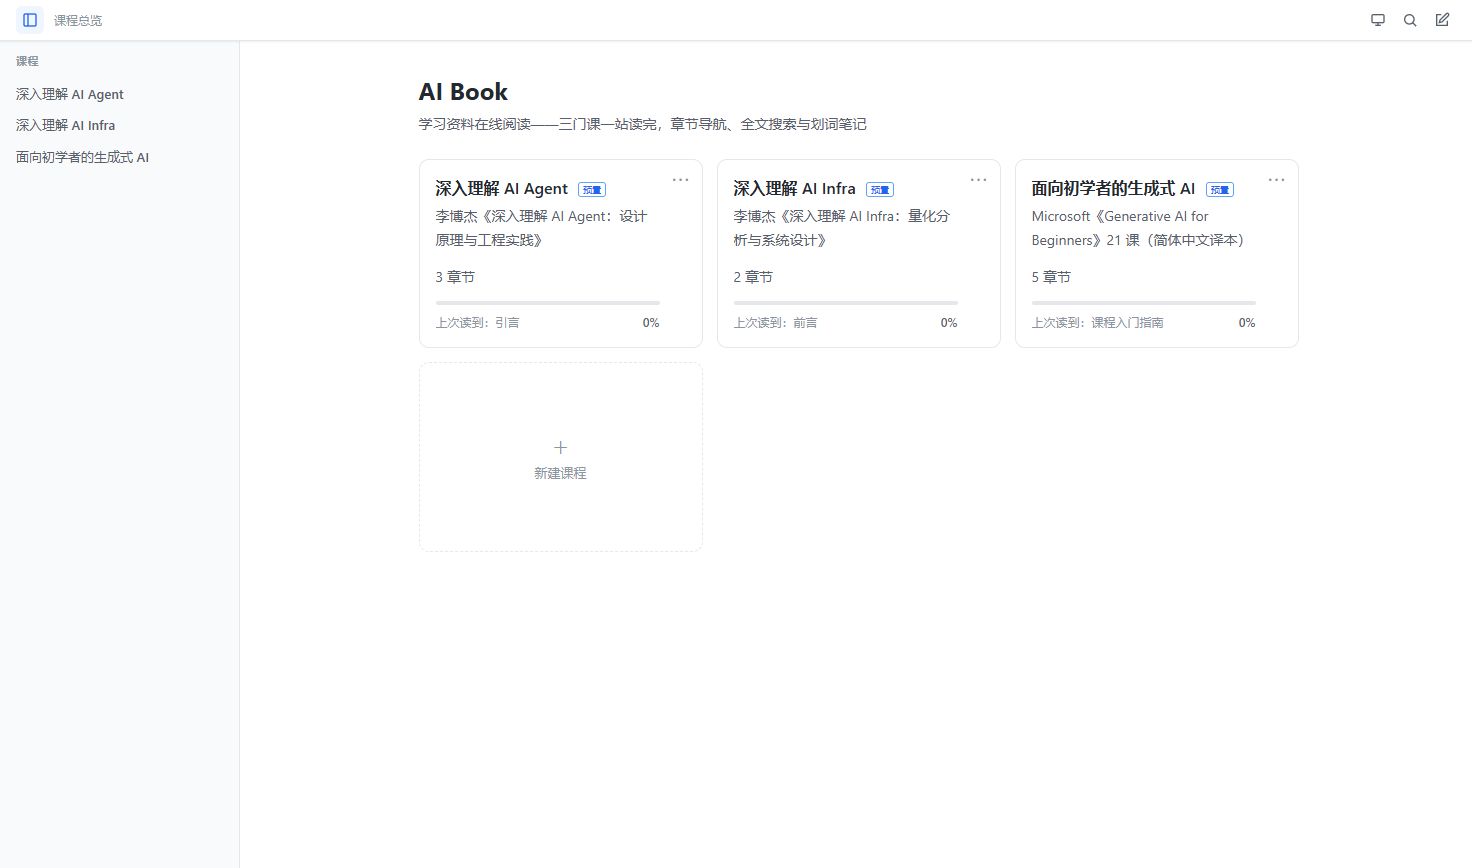 课程总览
课程
深入理解 AI Agent
深入理解 AI Infra
面向初学者的生成式 AI
AI Book
学习资料在线阅读——三门课一站读完，章节导航、全文搜索与划词笔记
深入理解 AI Agent 预置
李博杰《深入理解 AI Agent：设计
原理与工程实践》
3 章节
上次读到：引言 0%
深入理解 AI Infra 预置
李博杰《深入理解 AI Infra：量化分
析与系统设计》
2 章节
上次读到：前言 0%
面向初学者的生成式 AI 预置
Microsoft《Generative AI for
Beginners》21 课（简体中文译本）
5 章节
上次读到：课程入门指南 0%
新建课程